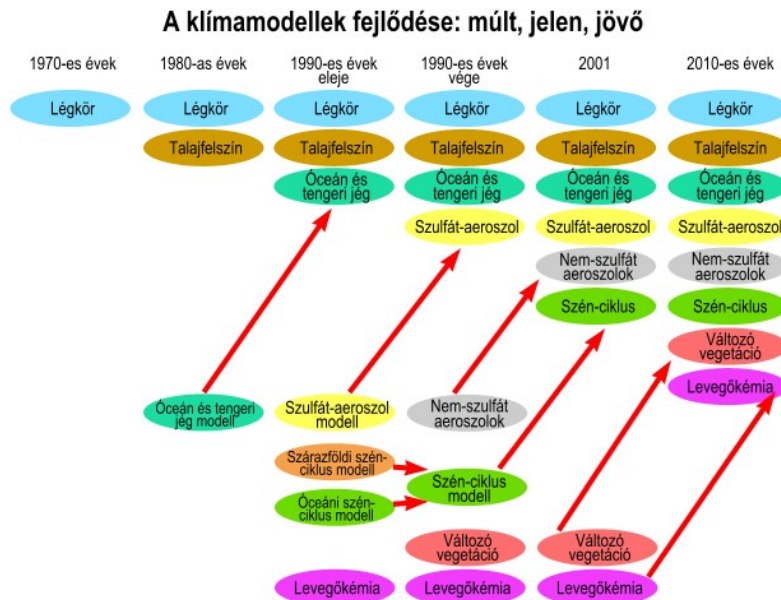 A klímamodellek fejlődése: múlt, jelen, jövő
1970-es évek
1980-as évek
1990-es évek
eleje
1990-es évek
vége
2001
2010-es évek
Légkör
Légkör
Légkör
Légkör
Légkör
Légkör
Talajfelszín
Talajfelszín
Talajfelszín
Talajfelszín
Talajfelszín
Óceán és
tengeri jég
Óceán és
tengeri jég
Óceán és
tengeri jég
Óceán és
tengeri jég
Szulfát-aeroszol
Szulfát-aeroszol
Szulfát-aeroszol
Nem-szulfát
aeroszolok
Nem-szulfát
aeroszolok
Szén-ciklus
Szén-ciklus
Változó
vegetáció
Levegőkémia
Óceán és tengeri
jég modell
Szulfát-aeroszol
modell
Nem-szulfát
aeroszolok
Szárazföldi szén-
ciklus modell
Szén-ciklus
modell
Óceáni szén-
ciklus modell
Változó
vegetáció
Változó
vegetáció
Levegőkémia
Levegőkémia
Levegőkémia